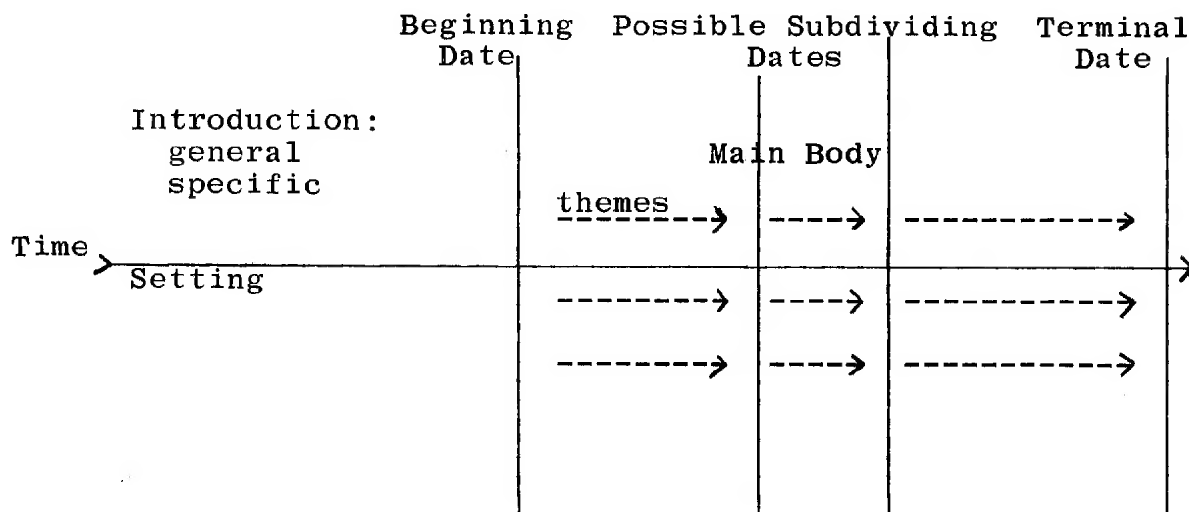 Beginning Possible Subdividing Terminal
Date Dates Date
Introduction:
general
specific
Main Body
themes
Time
Setting